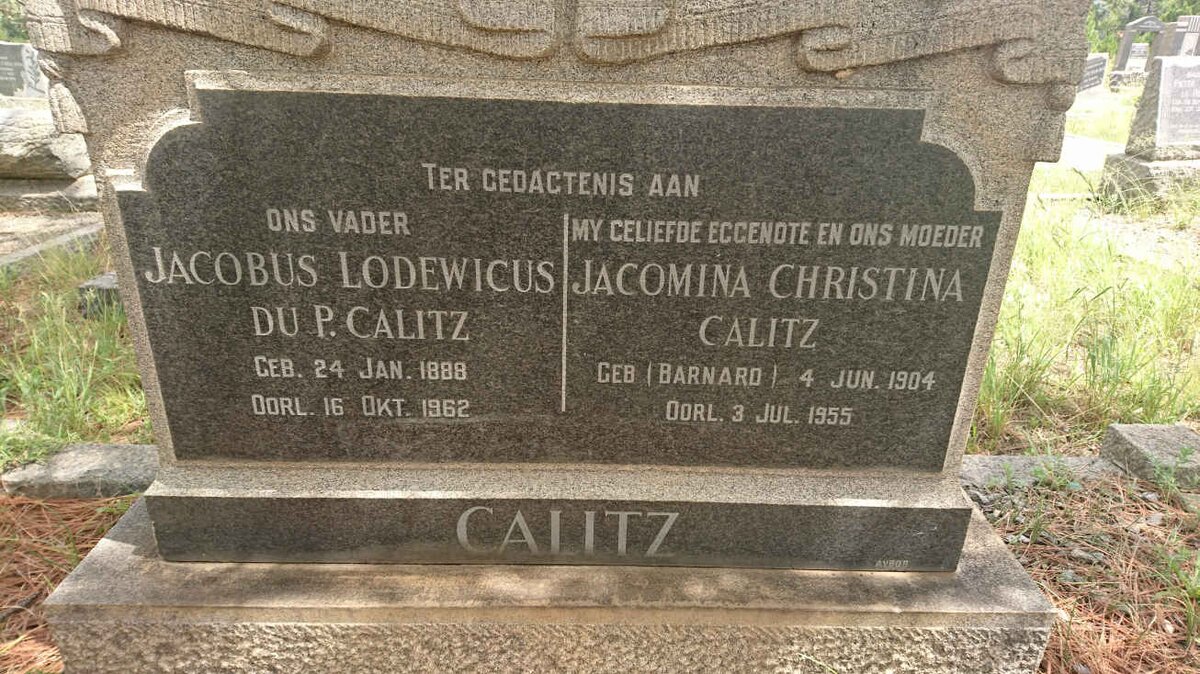 TER GEDAGTENIS AAN
ONS VADER
JACOBUS LODEWICUS
DU P. CALITZ
GEB. 24 JAN. 1888
OORL. 16 OKT. 1962
MY GELIEFDE EGGENOTE EN ONS MOEDER
JACOMINA CHRISTINA
CALITZ
GEB (BARNARD) 4 JUN. 1904
OORL. 3 JUL. 1955
CALITZ